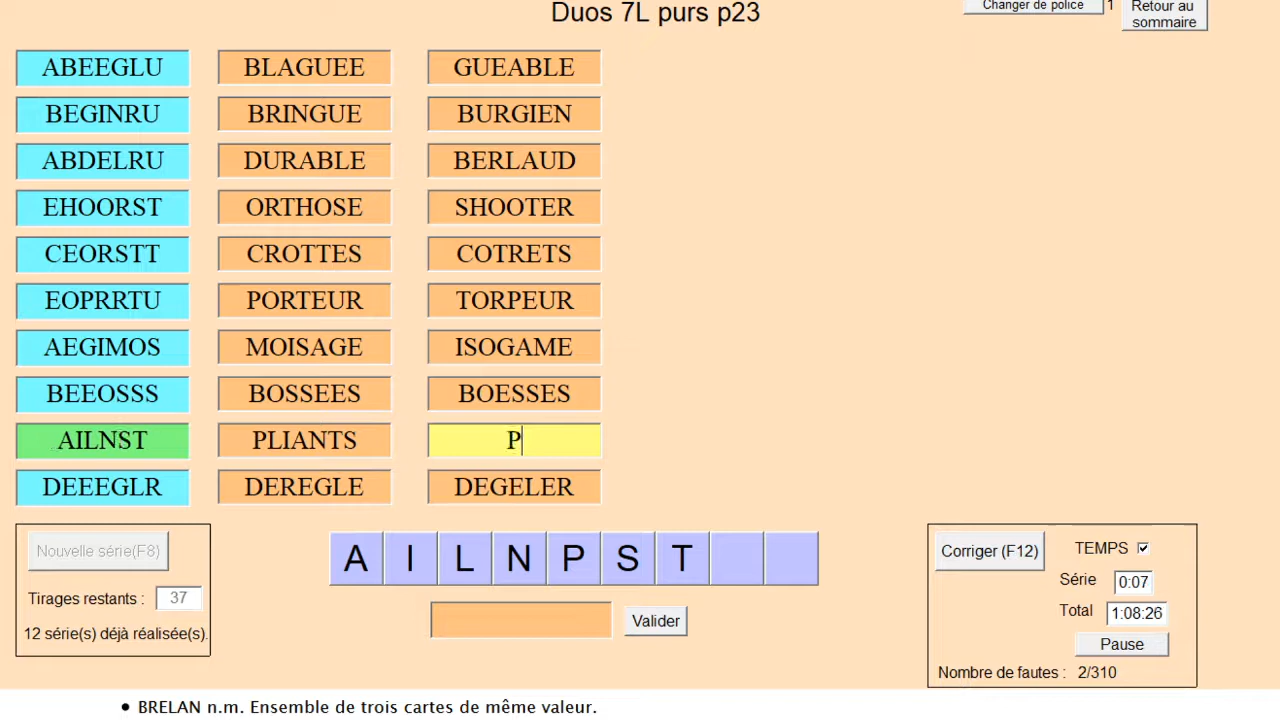 Duos 7L purs p23
Changer de police 1 Retour au sommaire
ABEEGLU BLAGUEE GUEABLE
BEGINRU BRINGUE BURGIEN
ABDELRU DURABLE BERLAUD
EHOORST ORTHOSE SHOOTER
CEORSTT CROTTES COTRETS
EOPRRTU PORTEUR TORPEUR
AEGIMOS MOISAGE ISOGAME
BEEOSSS BOSSEES BOESSES
AILNST PLIANTS P
DEEEGLR DEREGLE DEGELER
Nouvelle série(F8)
Tirages restants : 37
12 série(s) déjà réalisée(s).
A I L N P S T
Valider
Corriger (F12) TEMPS
Série 0:07
Total 1:08:26
Pause
Nombre de fautes : 2/310
• BRELAN n.m. Ensemble de trois cartes de même valeur.